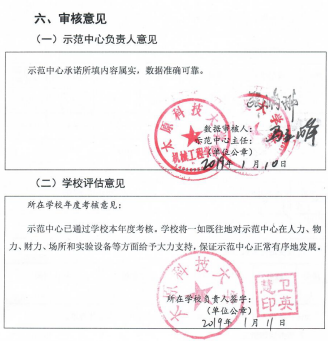 六、审核意见
（一）示范中心负责人意见
示范中心承诺所填内容属实，数据准确可靠。
数据审核人：
示范中心主任：
（单位公章）
2019年 1月 10日
太原科技大学
机械工程学
（二）学校评估意见
所在学校年度考核意见：
示范中心已通过学校本年度考核。学校将一如既往地对示范中心在人力、物
力、财力、场所和实验设备等方面给予大力支持，保证示范中心正常有序地发展。
所在学校负责人签字：
（单位公章）
2019年 1月 11日
太原科技大学
卫英慧印